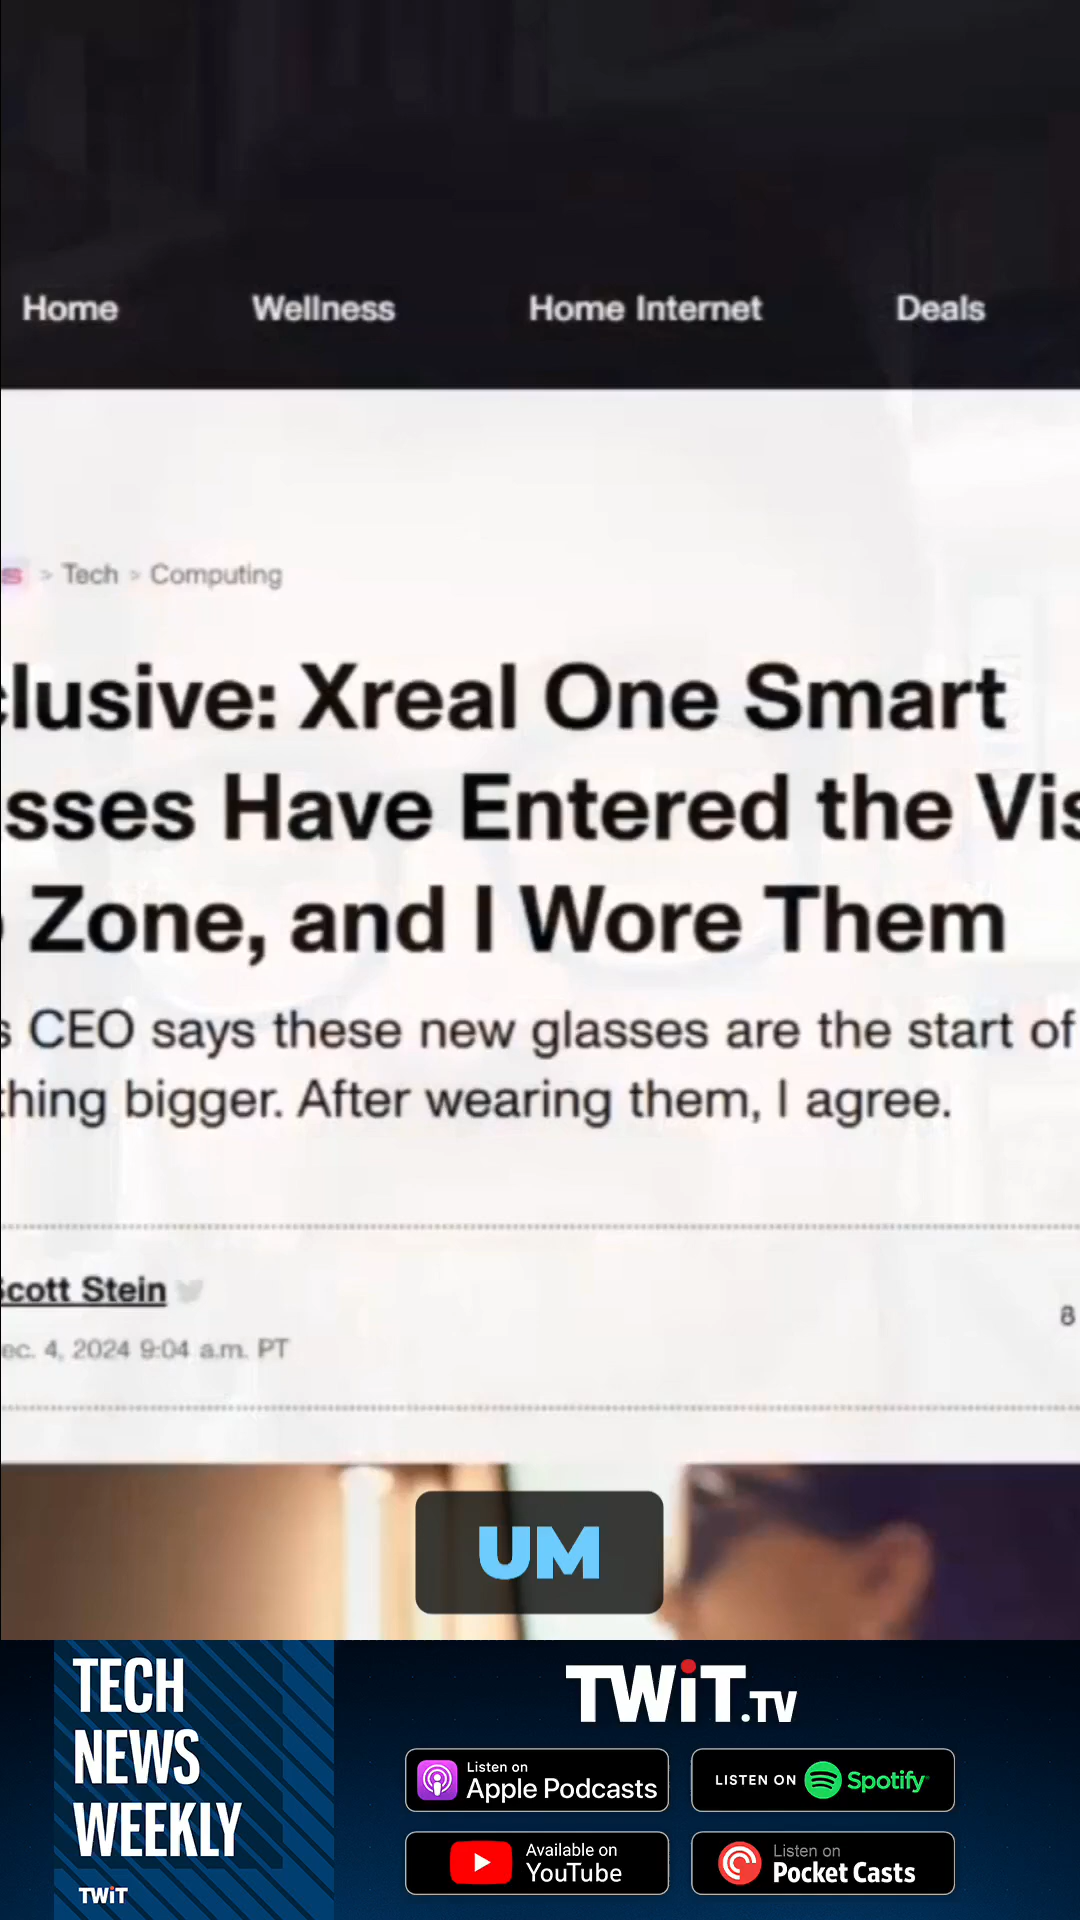 Home Wellness Home Internet Deals
s > Tech > Computing
clusive: Xreal One Smart
sses Have Entered the Vis
Zone, and I Wore Them
s CEO says these new glasses are the start of
thing bigger. After wearing them, I agree.
Scott Stein
ec. 4, 2024 9:04 a.m. PT
8
UM
TECH
NEWS
WEEKLY
TWiT
TWiT.TV
Listen on
Apple Podcasts
LISTEN ON Spotify
Available on
YouTube
Listen on
Pocket Casts